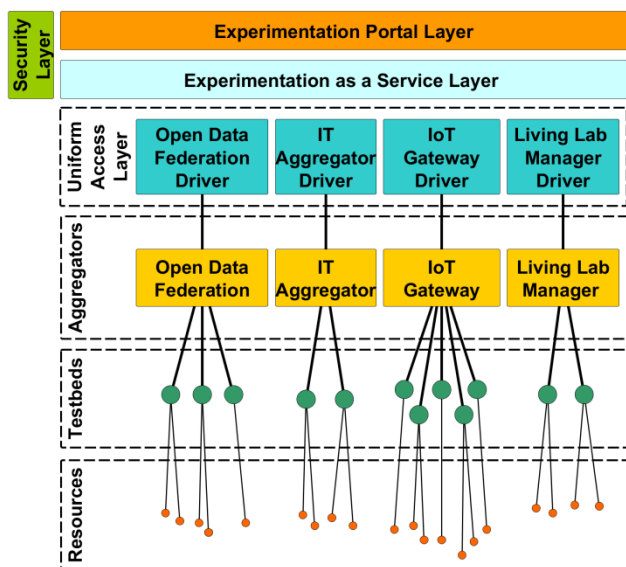 Security
Layer
Experimentation Portal Layer
Experimentation as a Service Layer
Uniform
Access
Layer
Open Data
Federation
Driver
IT
Aggregator
Driver
IoT
Gateway
Driver
Living Lab
Manager
Driver
Aggregators
Open Data
Federation
IT
Aggregator
IoT
Gateway
Living Lab
Manager
Testbeds
Resources